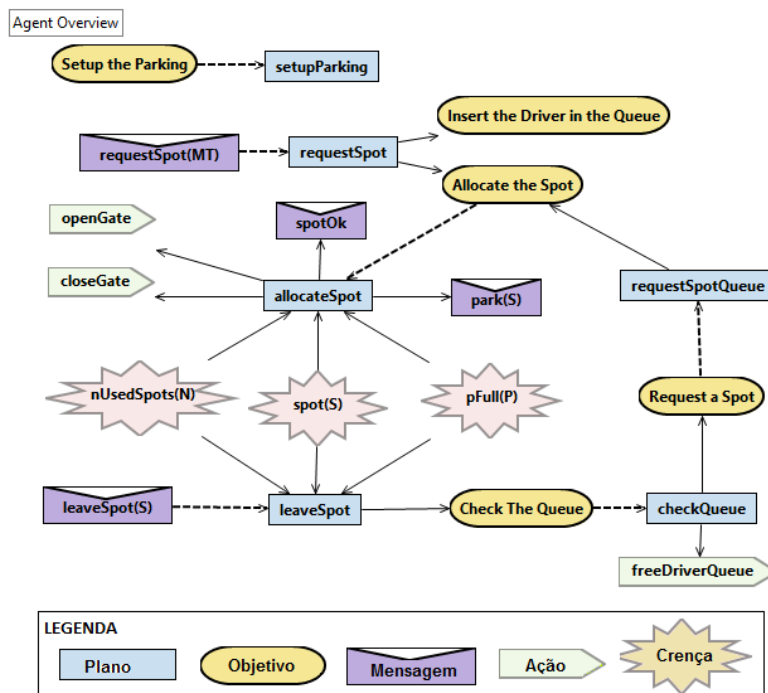 Agent Overview
Setup the Parking
setupParking
Insert the Driver in the Queue
requestSpot(MT)
requestSpot
Allocate the Spot
openGate
spotOk
closeGate
allocateSpot
park(S)
requestSpotQueue
nUsedSpots(N)
spot(S)
pFull(P)
Request a Spot
leaveSpot(S)
leaveSpot
Check The Queue
checkQueue
freeDriverQueue
LEGENDA
Plano
Objetivo
Mensagem
Ação
Crença